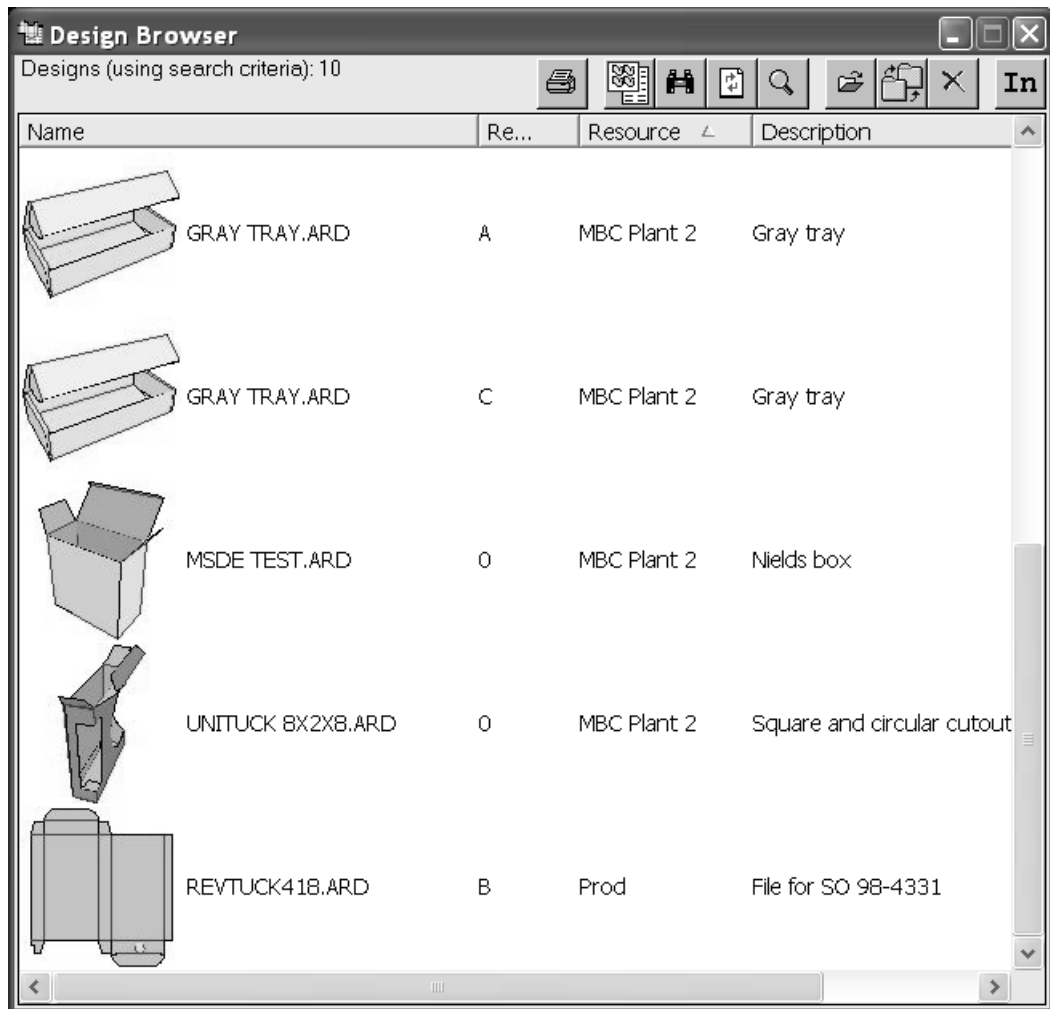 Design Browser
Designs (using search criteria): 10
In
Name Re... Resource Description
GRAY TRAY.ARD A MBC Plant 2 Gray tray
GRAY TRAY.ARD C MBC Plant 2 Gray tray
MSDE TEST.ARD 0 MBC Plant 2 Nields box
UNITUCK 8X2X8.ARD 0 MBC Plant 2 Square and circular cutout
REVTUCK418.ARD B Prod File for SO 98-4331